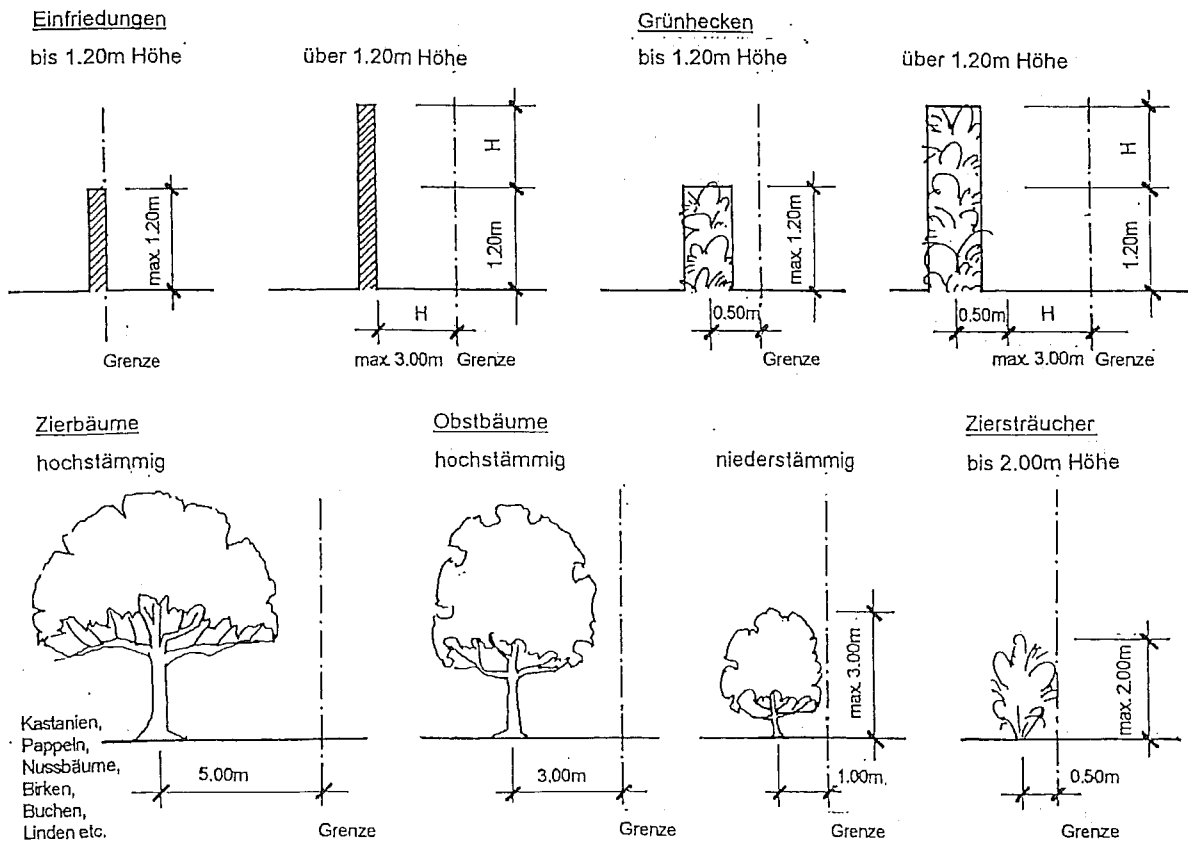 Einfriedungen
bis 1.20m Höhe
über 1.20m Höhe
max. 1.20m
H
1.20m
H
Grenze
max. 3.00m Grenze
Grünhecken
bis 1.20m Höhe
über 1.20m Höhe
max. 1.20m
H
1.20m
0.50m
0.50m H
Grenze
max. 3.00m Grenze
Zierbäume
hochstämmig
Kastanien,
Pappeln,
Nussbäume,
Birken,
Buchen,
Linden etc.
5.00m
Grenze
Obstbäume
hochstämmig
niederstämmig
max. 3.00m
3.00m
1.00m
Grenze
Grenze
Ziersträucher
bis 2.00m Höhe
max. 2.00m
0.50m
Grenze